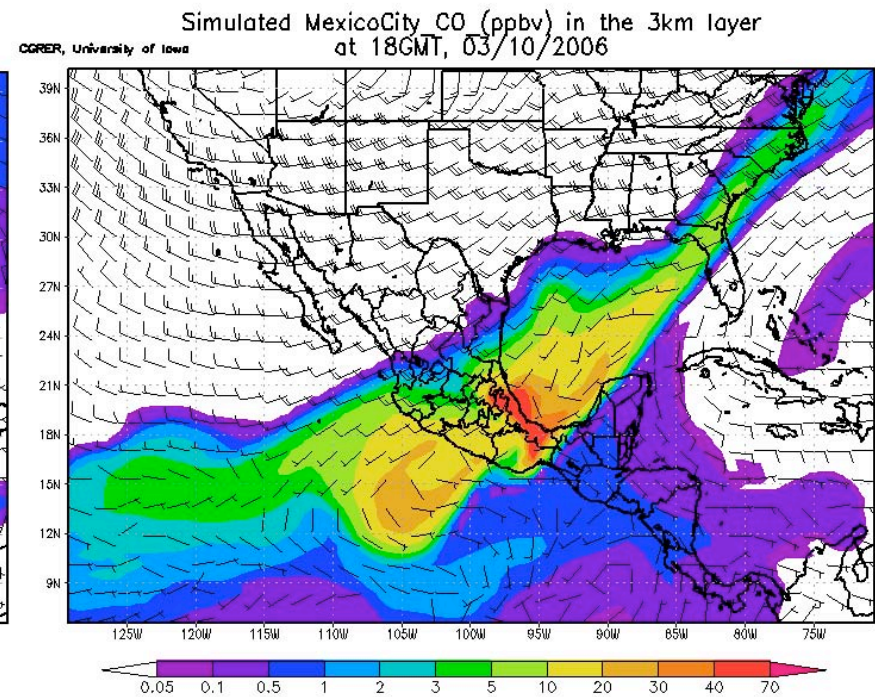 Simulated MexicoCity_CO_(ppbv) in the 3km layer
CGRER, University of Iowa
at 18GMT, 03/10/2006
39N
36N
33N
30N
27N
24N
21N
18N
15N
12N
9N
125W 120W 115W 110W 105W 100W 95W 90W 85W 80W 75W
0.05 0.1 0.5 1 2 3 5 10 20 30 40 70